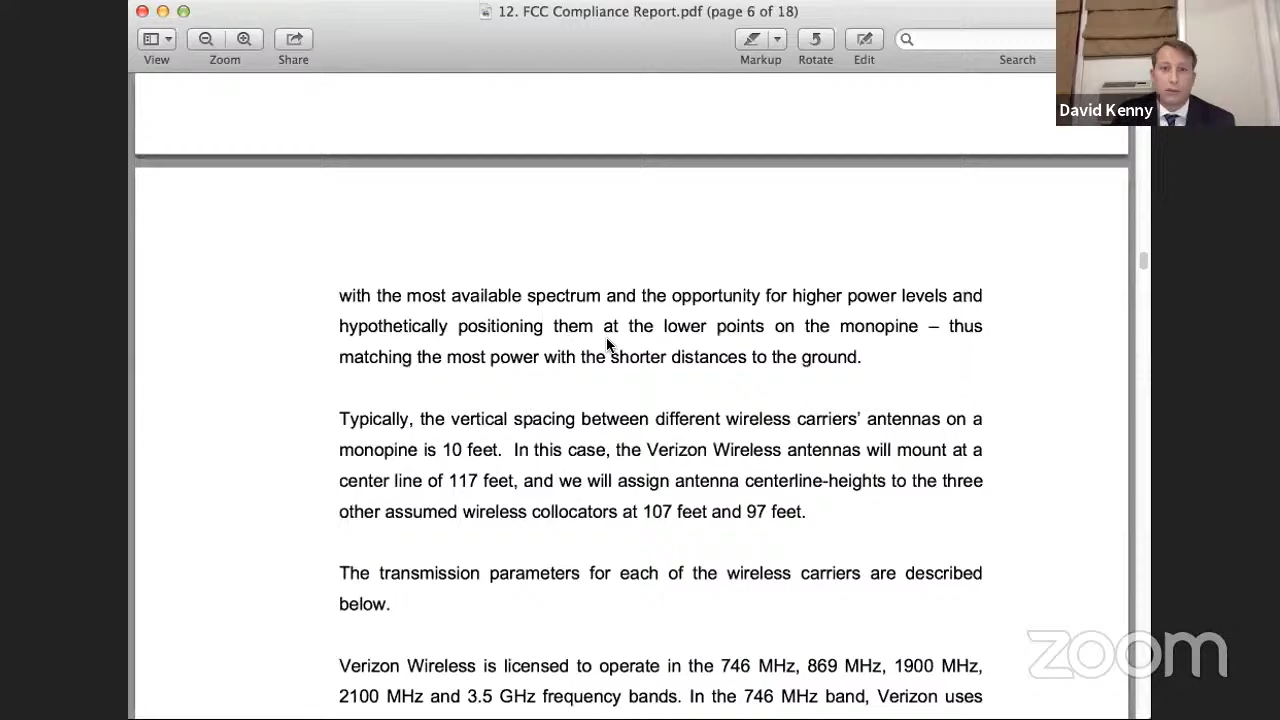 12. FCC Compliance Report.pdf (page 6 of 18)
View
Zoom
Share
Markup
Rotate
Edit
Search
David Kenny
with the most available spectrum and the opportunity for higher power levels and
hypothetically positioning them at the lower points on the monopine – thus
matching the most power with the shorter distances to the ground.
Typically, the vertical spacing between different wireless carriers’ antennas on a
monopine is 10 feet. In this case, the Verizon Wireless antennas will mount at a
center line of 117 feet, and we will assign antenna centerline-heights to the three
other assumed wireless collocators at 107 feet and 97 feet.
The transmission parameters for each of the wireless carriers are described
below.
Verizon Wireless is licensed to operate in the 746 MHz, 869 MHz, 1900 MHz,
2100 MHz and 3.5 GHz frequency bands. In the 746 MHz band, Verizon uses
zoom